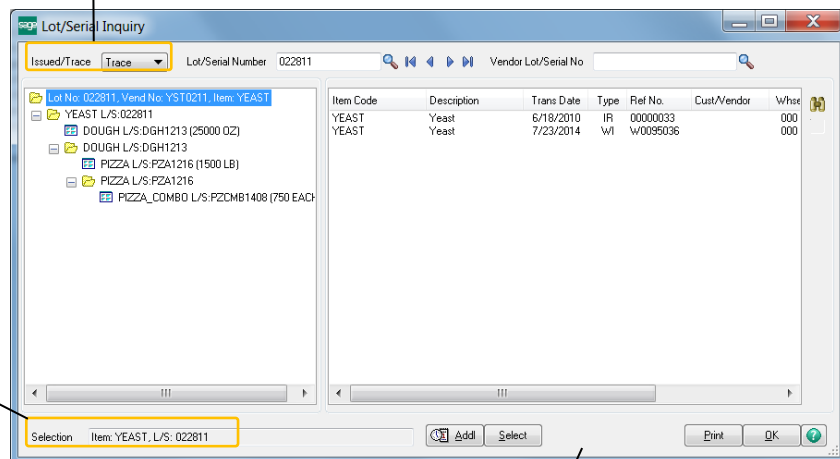 sage Lot/Serial Inquiry
Issued/Trace Trace Lot/Serial Number 022811 Vendor Lot/Serial No
Lot No: 022811, Vend No: YST0211, Item: YEAST
YEAST L/S:022811
DOUGH L/S:DGH1213 (25000 OZ)
DOUGH L/S:DGH1213
PIZZA L/S:PZA1216 (1500 LB)
PIZZA L/S:PZA1216
PIZZA_COMBO L/S:PZCMB1408 (750 EACH
Item Code Description Trans Date Type Ref No. Cust/Vendor Whse
YEAST Yeast 6/18/2010 IR 00000033 000
YEAST Yeast 7/23/2014 WI W0095036 000
Selection Item: YEAST, L/S: 022811 Addl Select Print OK